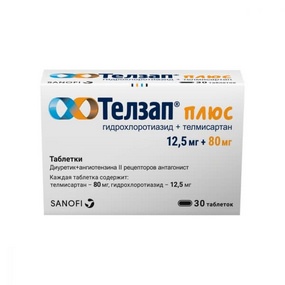 Телзап® плюс
гидрохлоротиазид + телмисартан
12,5 мг + 80 мг
Таблетки
Диуретик+ангиотензина II рецепторов антагонист
Каждая таблетка содержит:
телмисартан – 80 мг, гидрохлоротиазид – 12,5 мг
SANOFI
30 таблеток